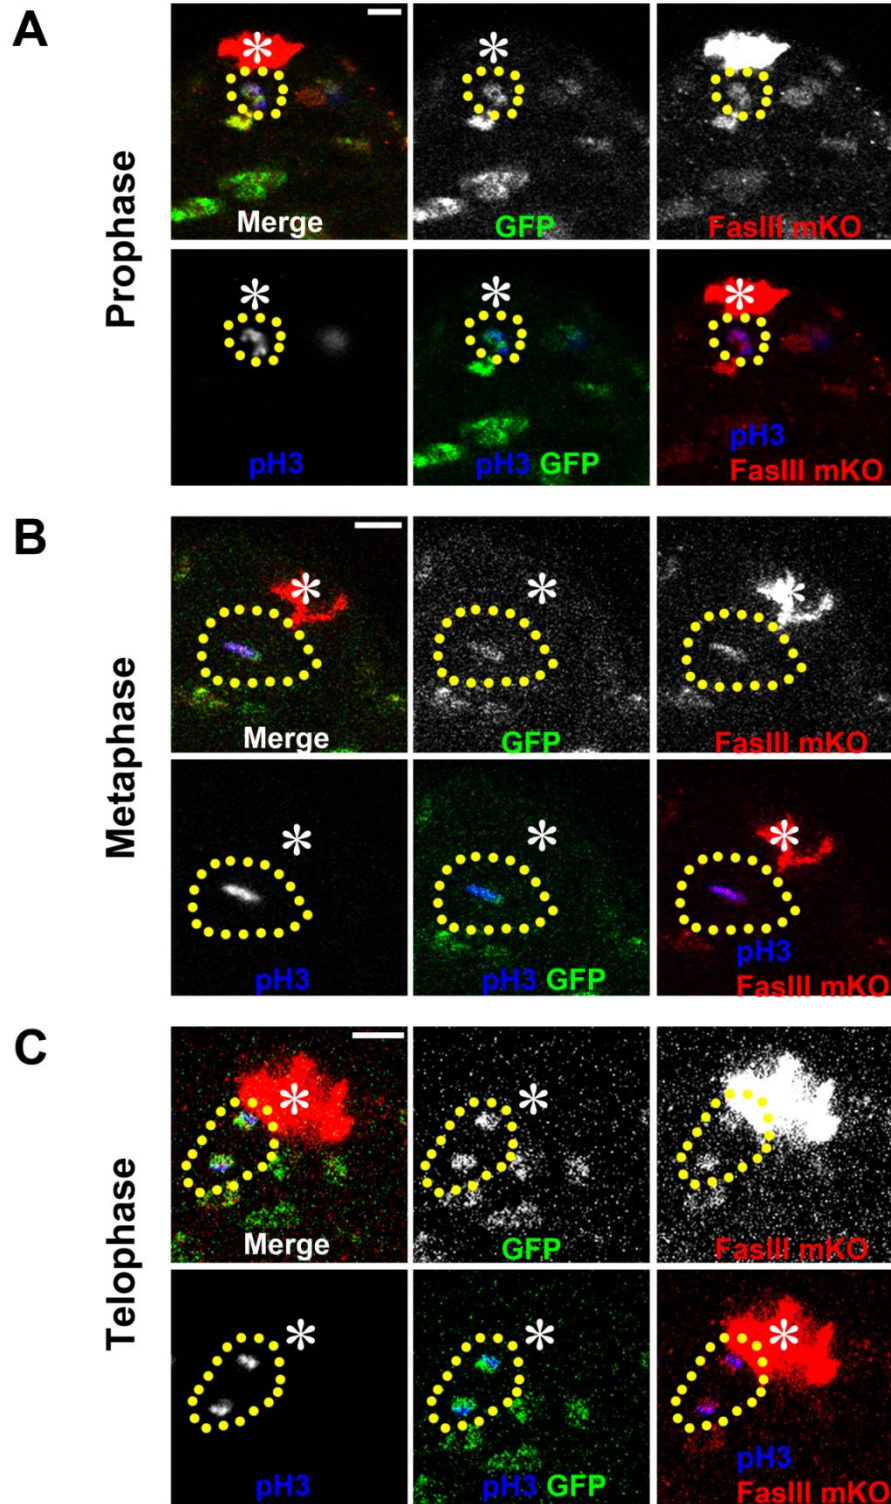 A
Prophase
Merge
GFP
FasIII mKO
pH3
pH3 GFP
pH3
FasIII mKO
B
Metaphase
Merge
GFP
FasIII mKO
pH3
pH3 GFP
pH3
FasIII mKO
C
Telophase
Merge
GFP
FasIII mKO
pH3
pH3 GFP
pH3
FasIII mKO